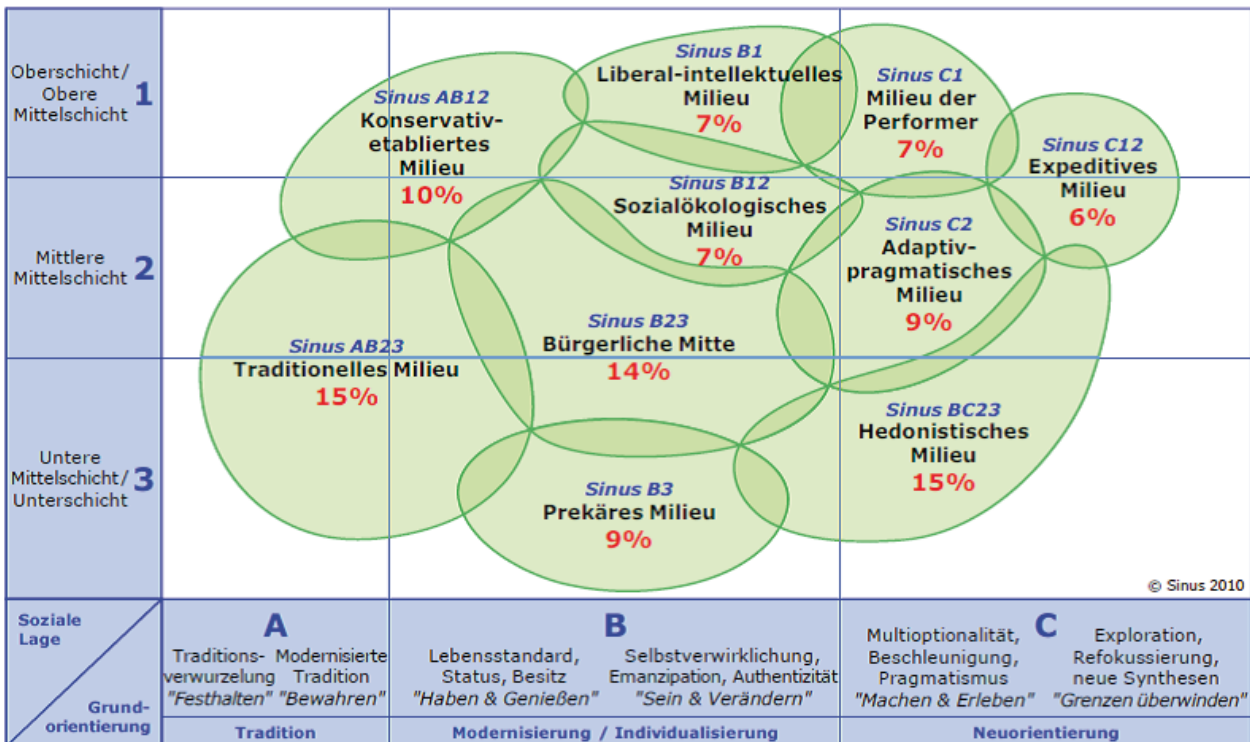 Oberschicht/
Obere
Mittelschicht
1
Mittlere
Mittelschicht
2
Untere
Mittelschicht/
Unterschicht
3
Sinus AB12
Konservativ-
etabliertes
Milieu
10%
Sinus B1
Liberal-intellektuelles
Milieu
7%
Sinus C1
Milieu der
Performer
7%
Sinus C12
Expeditives
Milieu
6%
Sinus B12
Sozialökologisches
Milieu
7%
Sinus C2
Adaptiv-
pragmatisches
Milieu
9%
Sinus AB23
Traditionelles Milieu
15%
Sinus B23
Bürgerliche Mitte
14%
Sinus BC23
Hedonistisches
Milieu
15%
Sinus B3
Prekäres Milieu
9%
© Sinus 2010
Soziale
Lage
Grund-
orientierung
A
Traditions-
verwurzelung
"Festhalten"
Modernisierte
Tradition
"Bewahren"
Tradition
B
Lebensstandard,
Status, Besitz
"Haben & Genießen"
Selbstverwirklichung,
Emanzipation, Authentizität
"Sein & Verändern"
Modernisierung / Individualisierung
C
Multioptionalität,
Beschleunigung,
Pragmatismus
"Machen & Erleben"
Exploration,
Refokussierung,
neue Synthesen
"Grenzen überwinden"
Neuorientierung